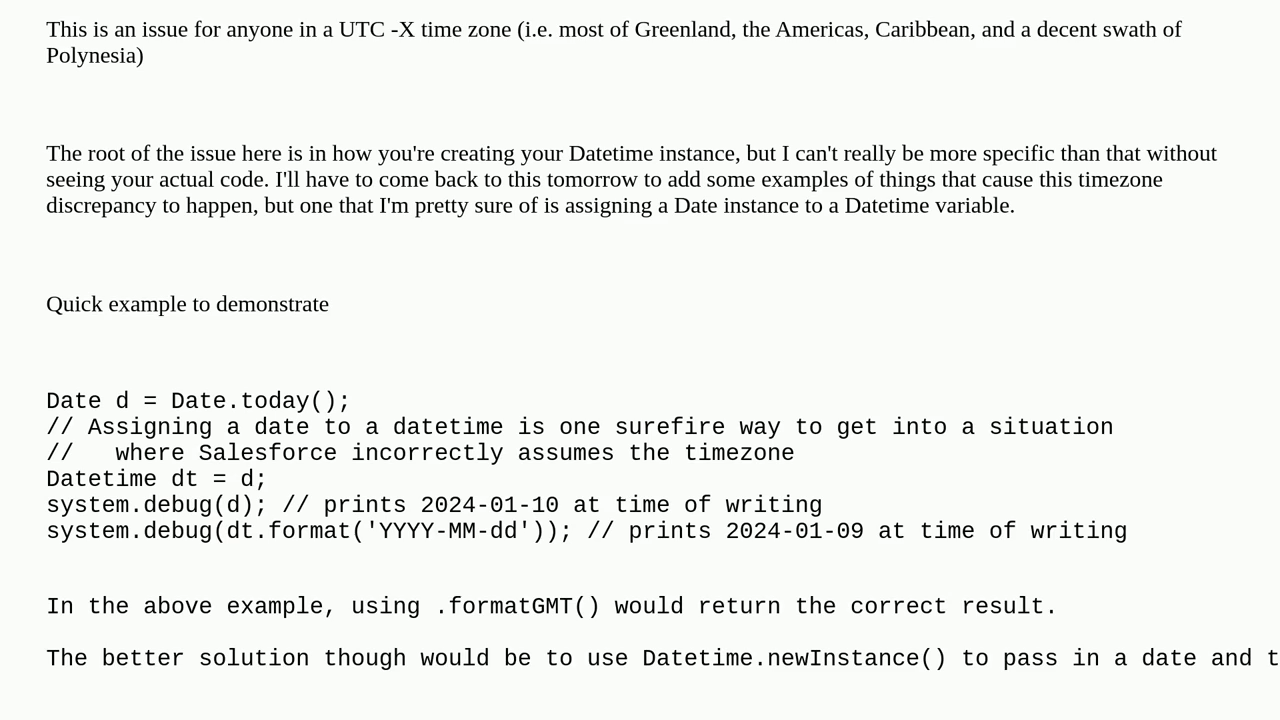 This is an issue for anyone in a UTC -X time zone (i.e. most of Greenland, the Americas, Caribbean, and a decent swath of
Polynesia)
The root of the issue here is in how you're creating your Datetime instance, but I can't really be more specific than that without
seeing your actual code. I'll have to come back to this tomorrow to add some examples of things that cause this timezone
discrepancy to happen, but one that I'm pretty sure of is assigning a Date instance to a Datetime variable.
Quick example to demonstrate
Date d = Date.today();
// Assigning a date to a datetime is one surefire way to get into a situation
//   where Salesforce incorrectly assumes the timezone
Datetime dt = d;
system.debug(d); // prints 2024-01-10 at time of writing
system.debug(dt.format('YYYY-MM-dd')); // prints 2024-01-09 at time of writing
In the above example, using .formatGMT() would return the correct result.
The better solution though would be to use Datetime.newInstance() to pass in a date and